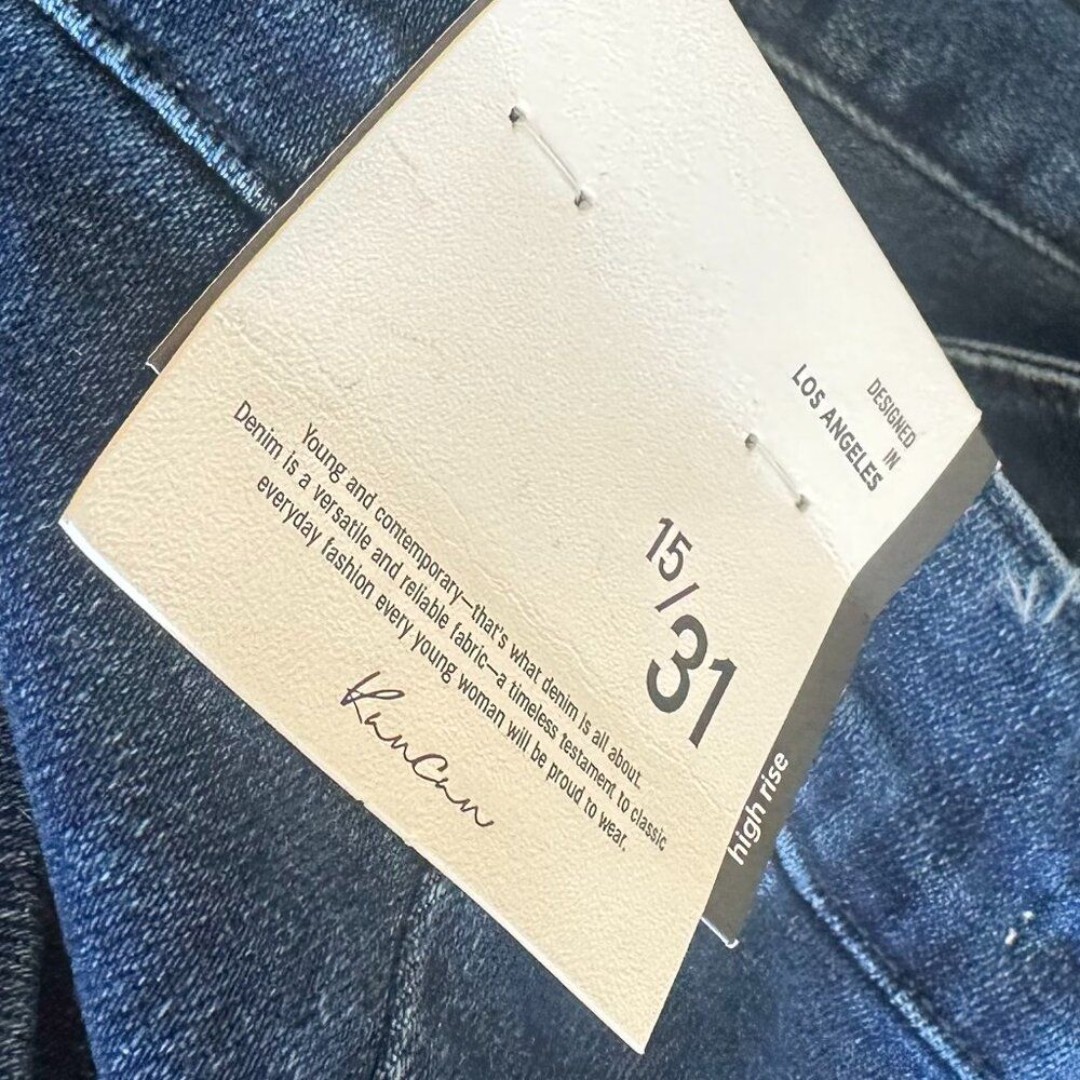 DESIGNED
IN
LOS ANGELES
15/31
Young and contemporary—that's what denim is all about.
Denim is a versatile and reliable fabric—a timeless testament to classic
everyday fashion every young woman will be proud to wear.
KanCan
high rise